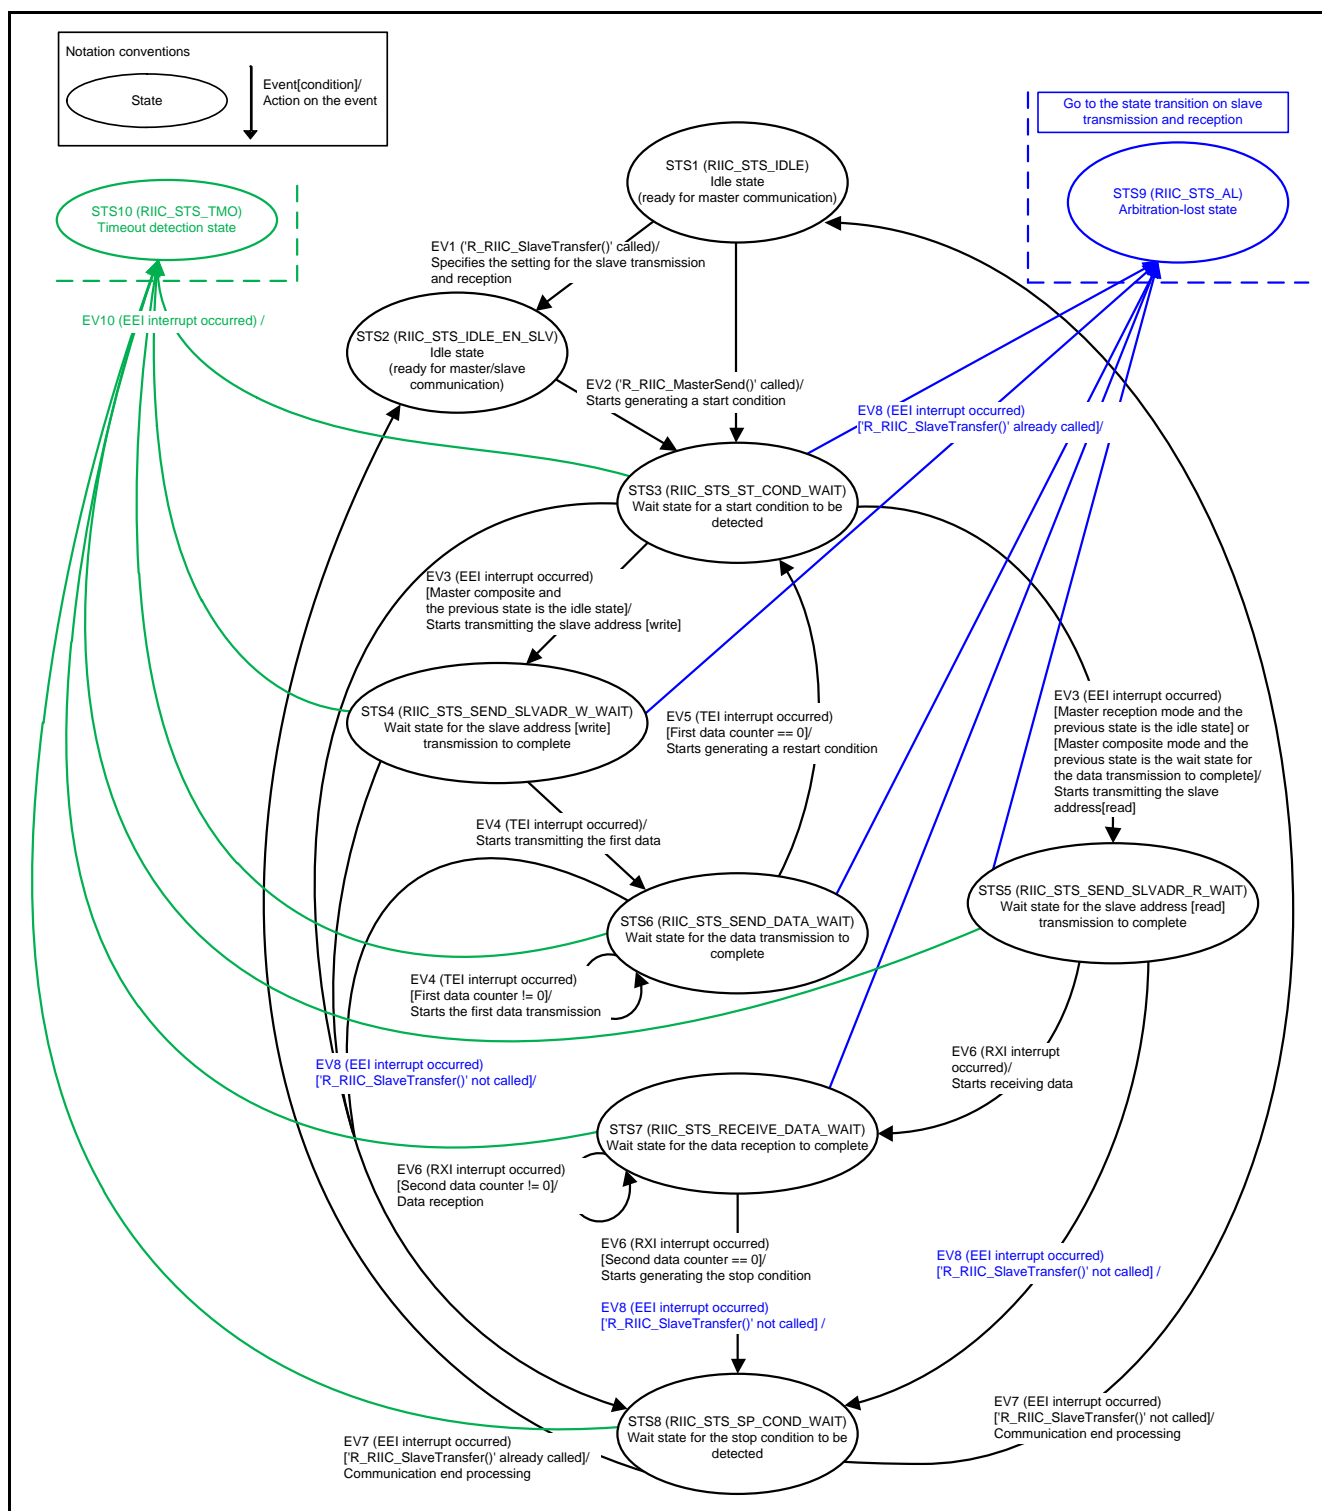 Notation conventions
State
Event[condition]/
Action on the event
Go to the state transition on slave
transmission and reception
STS1 (RIIC_STS_IDLE)
Idle state
(ready for master communication)
STS9 (RIIC_STS_AL)
Arbitration-lost state
STS10 (RIIC_STS_TMO)
Timeout detection state
EV1 ('R_RIIC_SlaveTransfer()' called)/
Specifies the setting for the slave transmission
and reception
EV10 (EEI interrupt occurred) /
STS2 (RIIC_STS_IDLE_EN_SLV)
Idle state
(ready for master/slave
communication)
EV2 ('R_RIIC_MasterSend()' called)/
Starts generating a start condition
EV8 (EEI interrupt occurred)
['R_RIIC_SlaveTransfer()' already called]/
STS3 (RIIC_STS_ST_COND_WAIT)
Wait state for a start condition to be
detected
EV3 (EEI interrupt occurred)
[Master composite and
the previous state is the idle state]/
Starts transmitting the slave address [write]
STS4 (RIIC_STS_SEND_SLVADR_W_WAIT)
Wait state for the slave address [write]
transmission to complete
EV5 (TEI interrupt occurred)
[First data counter == 0]/
Starts generating a restart condition
EV3 (EEI interrupt occurred)
[Master reception mode and the
previous state is the idle state] or
[Master composite mode and the
previous state is the wait state for
the data transmission to complete]/
Starts transmitting the slave
address[read]
EV4 (TEI interrupt occurred)/
Starts transmitting the first data
STS5 (RIIC_STS_SEND_SLVADR_R_WAIT)
Wait state for the slave address [read]
transmission to complete
STS6 (RIIC_STS_SEND_DATA_WAIT)
Wait state for the data transmission to
complete
EV4 (TEI interrupt occurred)
[First data counter != 0]/
Starts the first data transmission
EV8 (EEI interrupt occurred)
['R_RIIC_SlaveTransfer()' not called]/
EV6 (RXI interrupt
occurred)/
Starts receiving data
STS7 (RIIC_STS_RECEIVE_DATA_WAIT)
Wait state for the data reception to complete
EV6 (RXI interrupt occurred)
[Second data counter != 0]/
Data reception
EV6 (RXI interrupt occurred)
[Second data counter == 0]/
Starts generating the stop condition
EV8 (EEI interrupt occurred)
['R_RIIC_SlaveTransfer()' not called] /
EV8 (EEI interrupt occurred)
['R_RIIC_SlaveTransfer()' not called] /
STS8 (RIIC_STS_SP_COND_WAIT)
Wait state for the stop condition to be
detected
EV7 (EEI interrupt occurred)
['R_RIIC_SlaveTransfer()' not called]/
Communication end processing
EV7 (EEI interrupt occurred)
['R_RIIC_SlaveTransfer()' already called]/
Communication end processing